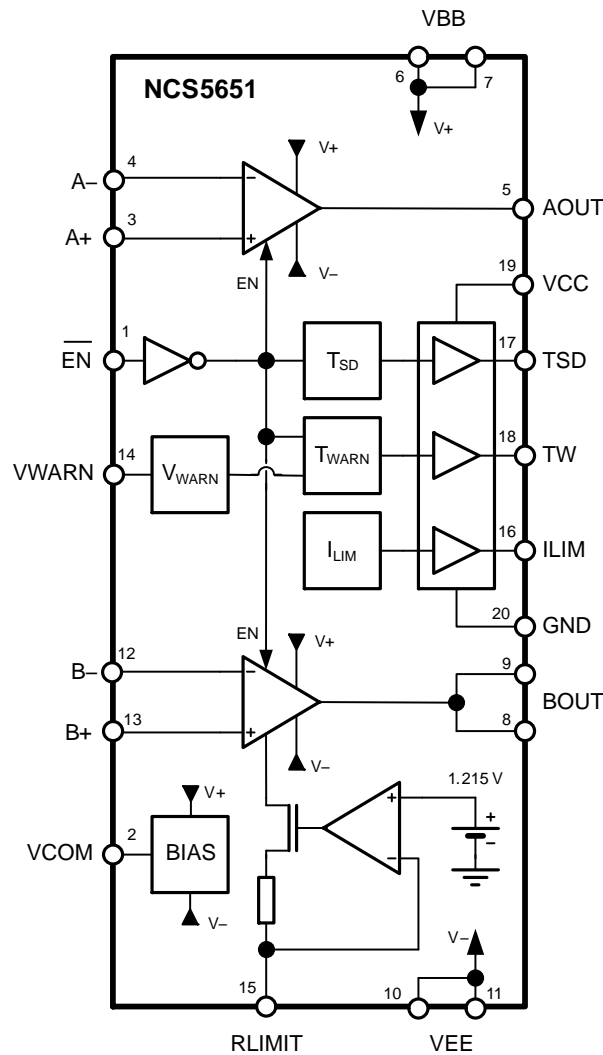 VBB
6
7
NCS5651
V+
4
V+
A−
−
5
AOUT
3
A+
+
19
V−
EN
VCC
1
17
EN
TSD
TSD
14
18
VWARN
VWARN
TWARN
TW
16
ILIM
ILIM
20
GND
EN
V+
12
9
B−
−
BOUT
13
B+
+
8
V−
1.215 V
V+
+
+
2
VCOM
BIAS
−
−
V−
V−
15
10
11
RLIMIT
VEE